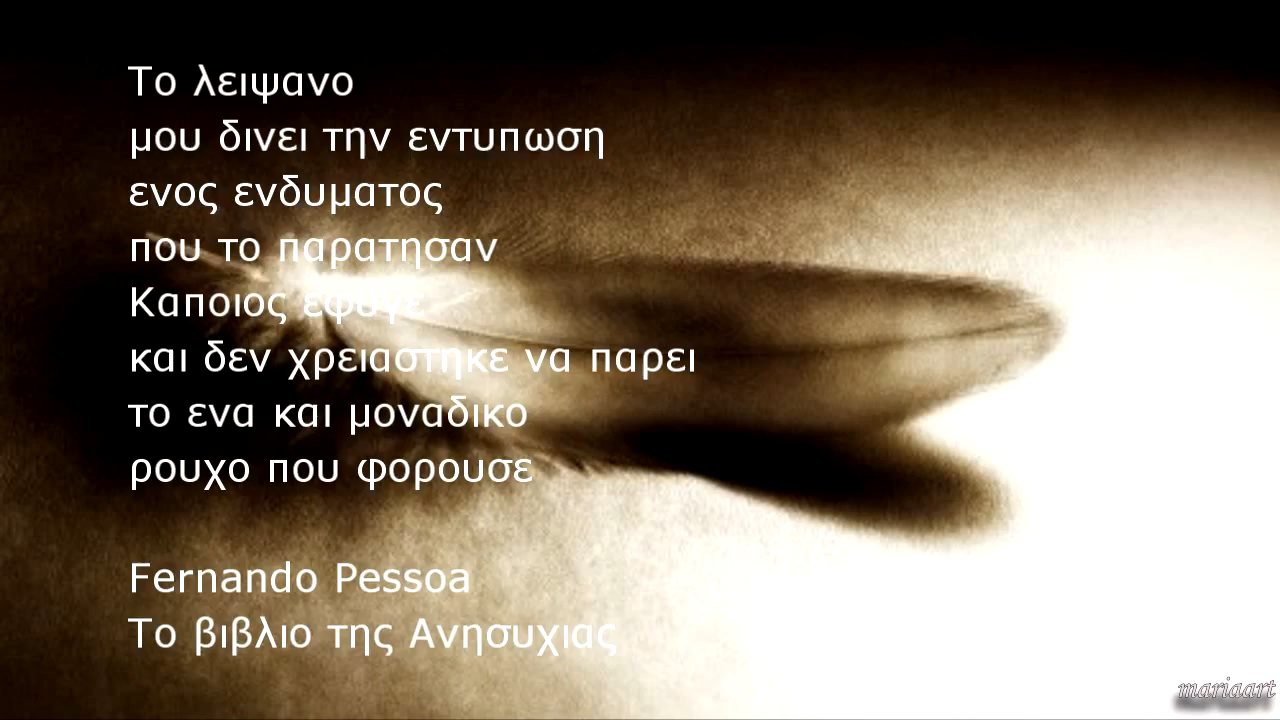 Το λειψανο
μου δινει την εντυπωση
ενος ενδυματος
που το παρατησαν
Καποιος εφυγε
και δεν χρειαστηκε να παρει
το ενα και μοναδικο
ρουχο που φορουσε
Fernando Pessoa
Το βιβλιο της Ανησυχιας
mariaart